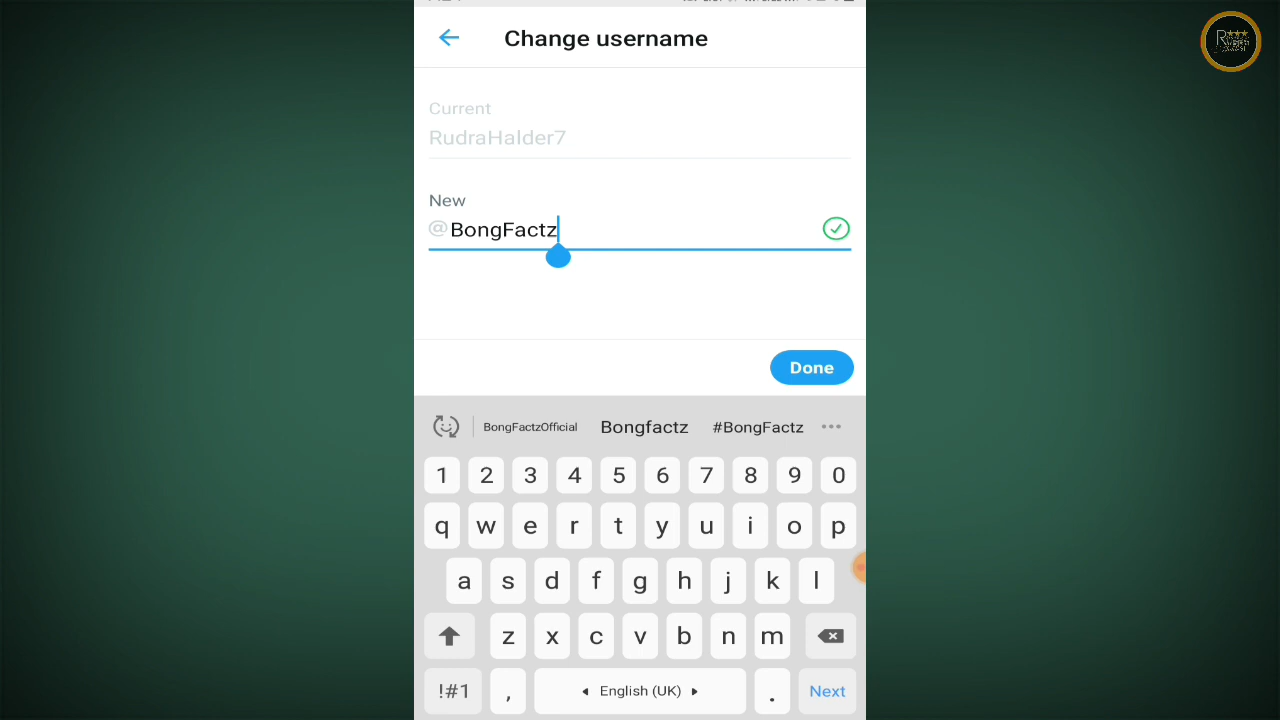 Change username
Current
RudraHalder7
New
@BongFactz
Done
BongFactzOfficial Bongfactz #BongFactz
1 2 3 4 5 6 7 8 9 0
q w e r t y u i o p
a s d f g h j k l
z x c v b n m
!#1 , English (UK) . Next